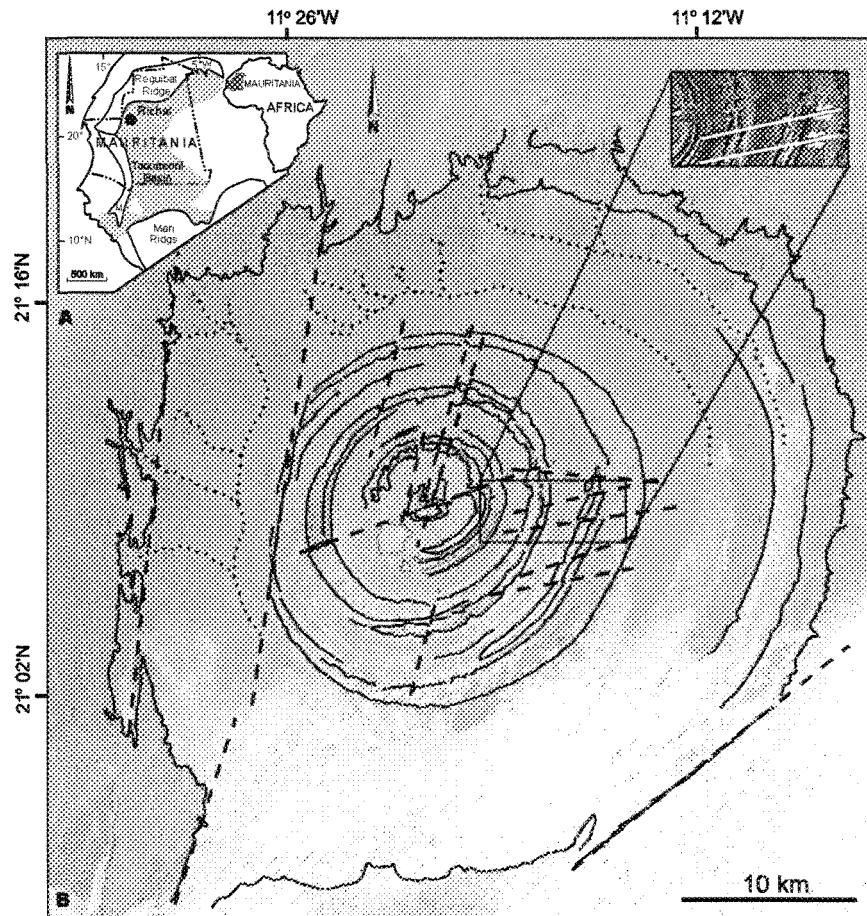 11° 26'W
11° 12'W
15°
Reguibat
Ridge
Richat
20°
MAURITANIA
MAURITANIA
AFRICA
N
N
Taoudenni
Basin
10°N
Man
Ridge
500 km
A
21° 16'N
21° 02'N
B
10 km